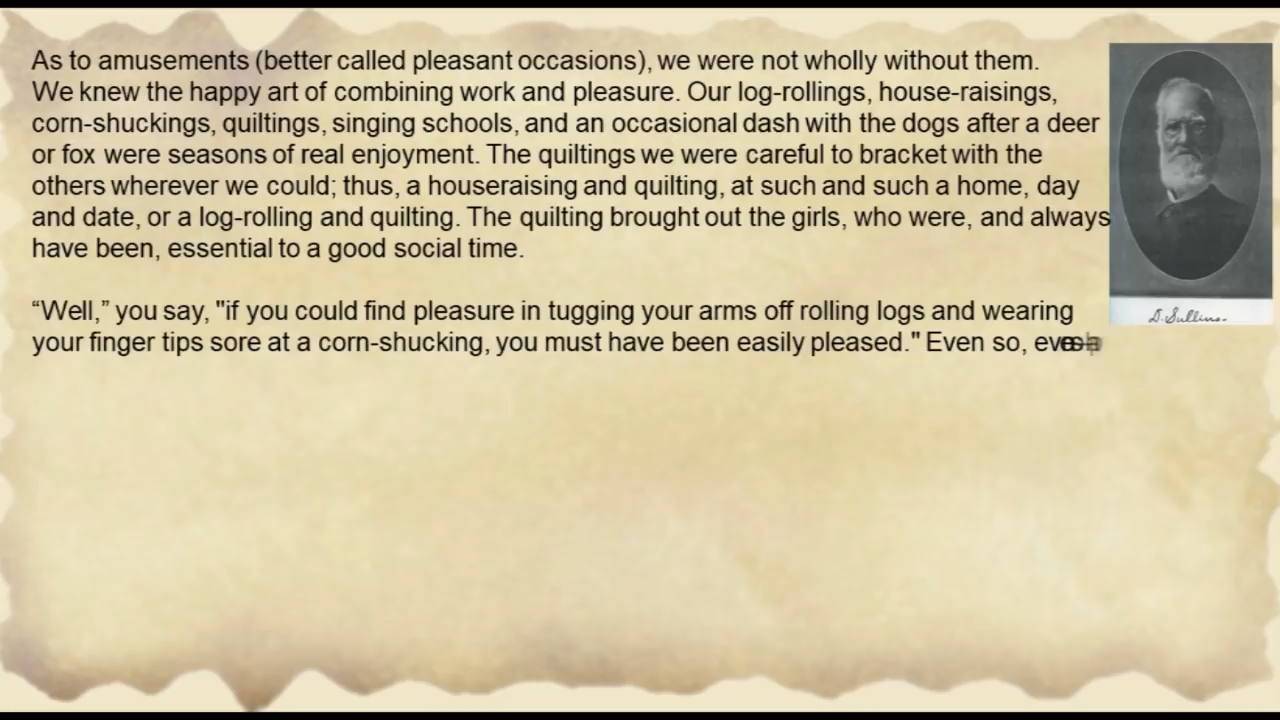 As to amusements (better called pleasant occasions), we were not wholly without them.
We knew the happy art of combining work and pleasure. Our log-rollings, house-raisings,
corn-shuckings, quiltings, singing schools, and an occasional dash with the dogs after a deer
or fox were seasons of real enjoyment. The quiltings we were careful to bracket with the
others wherever we could; thus, a houseraising and quilting, at such and such a home, day
and date, or a log-rolling and quilting. The quilting brought out the girls, who were, and always
have been, essential to a good social time.
“Well,” you say, "if you could find pleasure in tugging your arms off rolling logs and wearing
your finger tips sore at a corn-shucking, you must have been easily pleased." Even so,
D. Sullins.